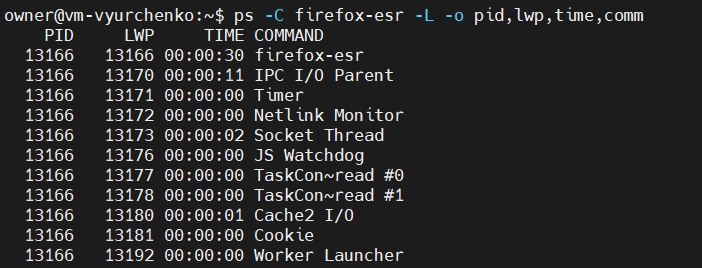 owner@vm-vyurchenko:~$ ps -C firefox-esr -L -o pid,lwp,time,comm
PID LWP TIME COMMAND
13166 13166 00:00:30 firefox-esr
13166 13170 00:00:11 IPC I/O Parent
13166 13171 00:00:00 Timer
13166 13172 00:00:00 Netlink Monitor
13166 13173 00:00:02 Socket Thread
13166 13176 00:00:00 JS Watchdog
13166 13177 00:00:00 TaskCon~read #0
13166 13178 00:00:00 TaskCon~read #1
13166 13180 00:00:01 Cache2 I/O
13166 13181 00:00:00 Cookie
13166 13192 00:00:00 Worker Launcher